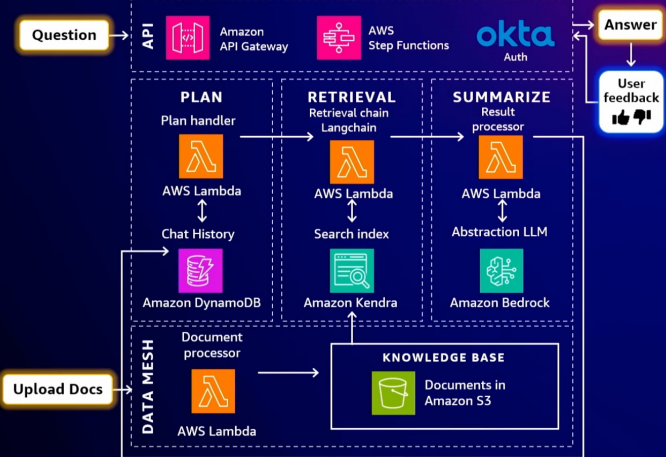 Question
API
Amazon
API Gateway
AWS
Step Functions
okta
Auth
Answer
User
feedback
PLAN
Plan handler
AWS Lambda
Chat History
Amazon DynamoDB
RETRIEVAL
Retrieval chain
Langchain
AWS Lambda
Search index
Amazon Kendra
SUMMARIZE
Result
processor
AWS Lambda
Abstraction LLM
Amazon Bedrock
Upload Docs
DATA MESH
Document
processor
AWS Lambda
KNOWLEDGE BASE
Documents in
Amazon S3